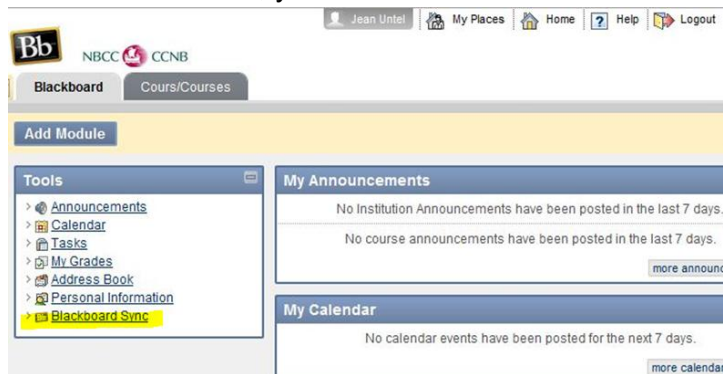 Jean Untel My Places Home ? Help Logout
Bb NBCC CCNB
Blackboard Cours/Courses
Add Module
Tools
Announcements
Calendar
Tasks
My Grades
Address Book
Personal Information
Blackboard Sync
My Announcements
No Institution Announcements have been posted in the last 7 days.
No course announcements have been posted in the last 7 days.
more announc
My Calendar
No calendar events have been posted for the next 7 days.
more calendar